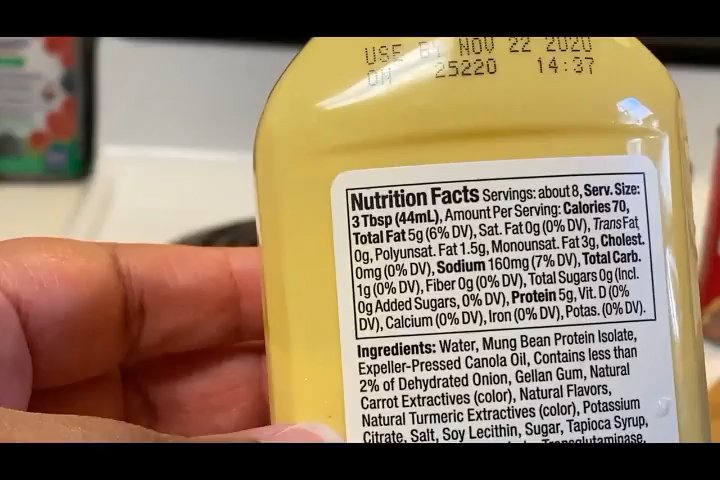 USE BY NOV 22 2020
ON 25220 14:37
Nutrition Facts Servings: about 8, Serv. Size:
3 Tbsp (44mL), Amount Per Serving: Calories 70,
Total Fat 5g (6% DV), Sat. Fat 0g (0% DV), Trans Fat
0g, Polyunsat. Fat 1.5g, Monounsat. Fat 3g, Cholest.
0mg (0% DV), Sodium 160mg (7% DV), Total Carb.
1g (0% DV), Fiber 0g (0% DV), Total Sugars 0g (Incl.
0g Added Sugars, 0% DV), Protein 5g, Vit. D (0%
DV), Calcium (0% DV), Iron (0% DV), Potas. (0% DV).
Ingredients: Water, Mung Bean Protein Isolate,
Expeller-Pressed Canola Oil, Contains less than
2% of Dehydrated Onion, Gellan Gum, Natural
Carrot Extractives (color), Natural Flavors,
Natural Turmeric Extractives (color), Potassium
Citrate, Salt, Soy Lecithin, Sugar, Tapioca Syrup,
Transglutaminase,